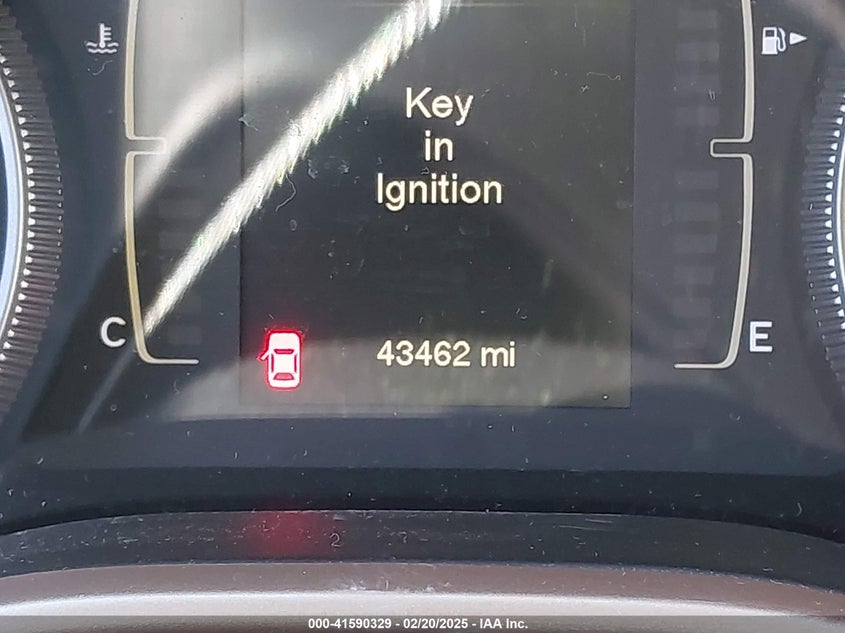 Key
in
Ignition
C
E
43462 mi
000-41590329 - 02/20/2025 - IAA Inc.